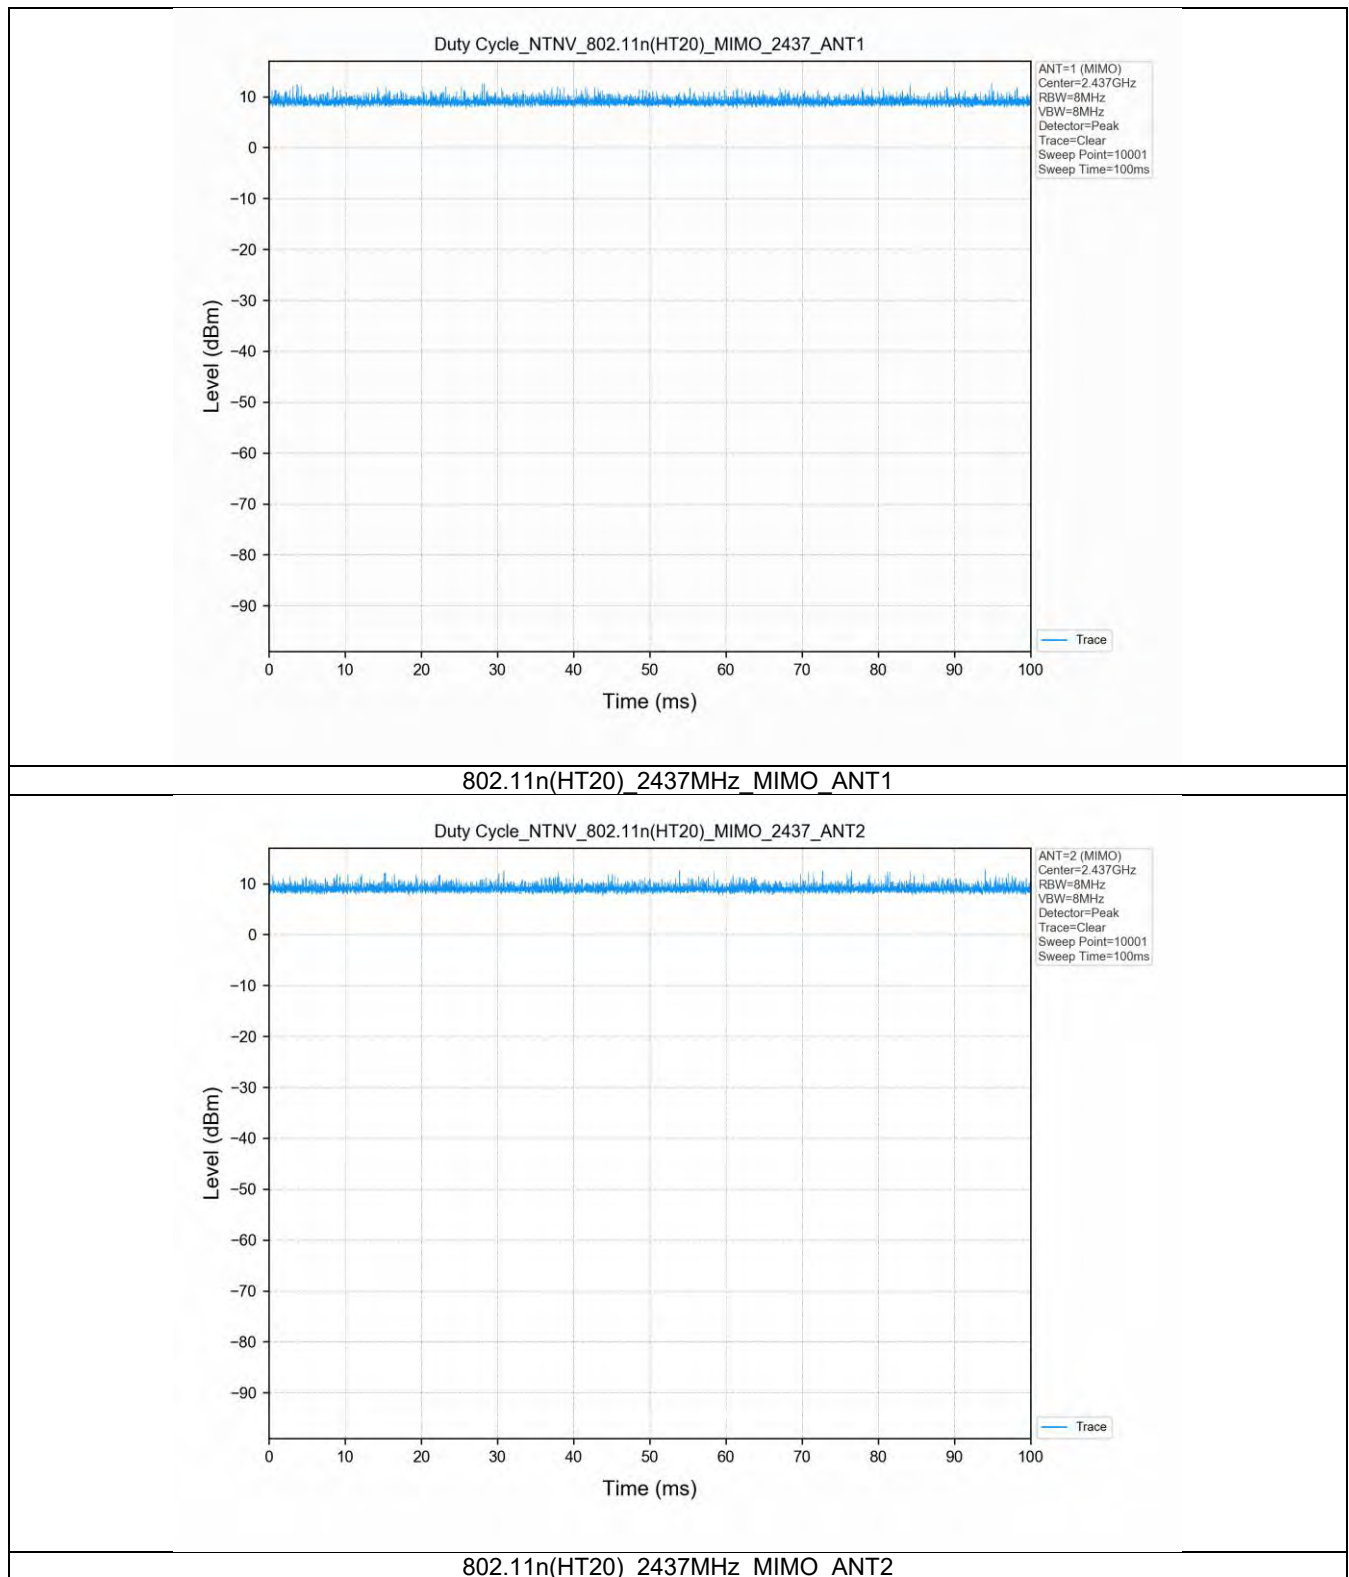 Duty Cycle_NTNV_802.11n(HT20)_MIMO_2437_ANT1
ANT=1 (MIMO)
Center=2.437GHz
RBW=8MHz
VBW=8MHz
Detector=Peak
Trace=Clear
Sweep Point=10001
Sweep Time=100ms
Level (dBm)
10
0
−10
−20
−30
−40
−50
−60
−70
−80
−90
Trace
0 10 20 30 40 50 60 70 80 90 100
Time (ms)
802.11n(HT20)_2437MHz_MIMO_ANT1
Duty Cycle_NTNV_802.11n(HT20)_MIMO_2437_ANT2
ANT=2 (MIMO)
Center=2.437GHz
RBW=8MHz
VBW=8MHz
Detector=Peak
Trace=Clear
Sweep Point=10001
Sweep Time=100ms
Level (dBm)
10
0
−10
−20
−30
−40
−50
−60
−70
−80
−90
Trace
0 10 20 30 40 50 60 70 80 90 100
Time (ms)
802.11n(HT20)_2437MHz_MIMO_ANT2